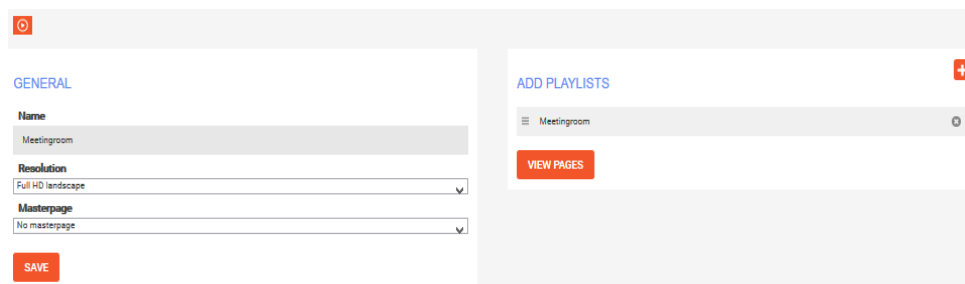 GENERAL
Name
Meetingroom
Resolution
Full HD landscape
Masterpage
No masterpage
SAVE
ADD PLAYLISTS
Meetingroom
VIEW PAGES